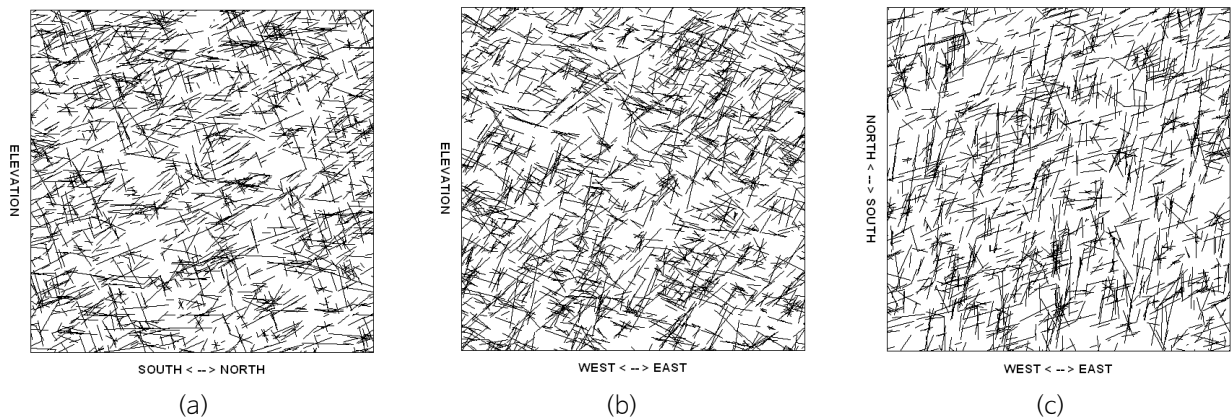 ELEVATION
SOUTH < --> NORTH
(a)
ELEVATION
WEST < --> EAST
(b)
NORTH < --> SOUTH
WEST < --> EAST
(c)